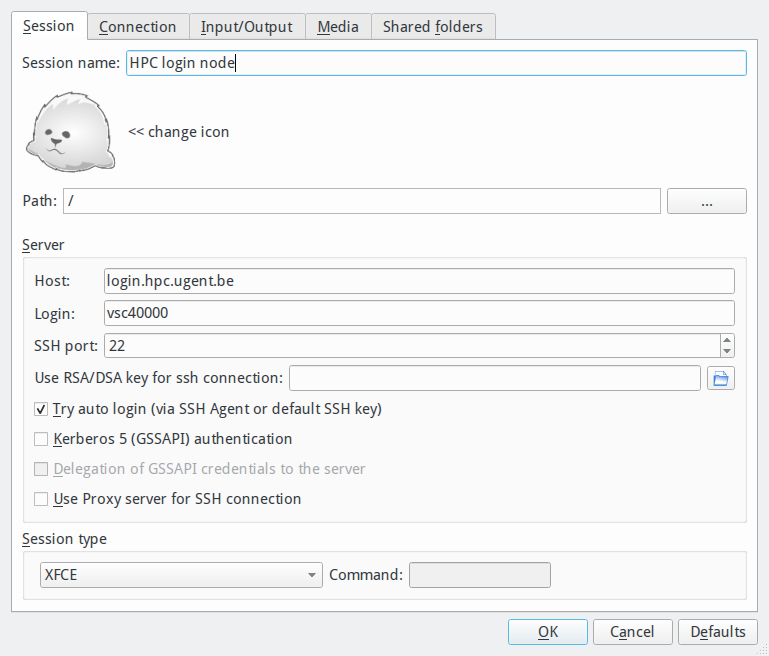 Session Connection Input/Output Media Shared folders
Session name: HPC login node
<< change icon
Path: / ...
Server
Host: login.hpc.ugent.be
Login: vsc40000
SSH port: 22
Use RSA/DSA key for ssh connection:
Try auto login (via SSH Agent or default SSH key)
Kerberos 5 (GSSAPI) authentication
Delegation of GSSAPI credentials to the server
Use Proxy server for SSH connection
Session type
XFCE Command:
OK Cancel Defaults